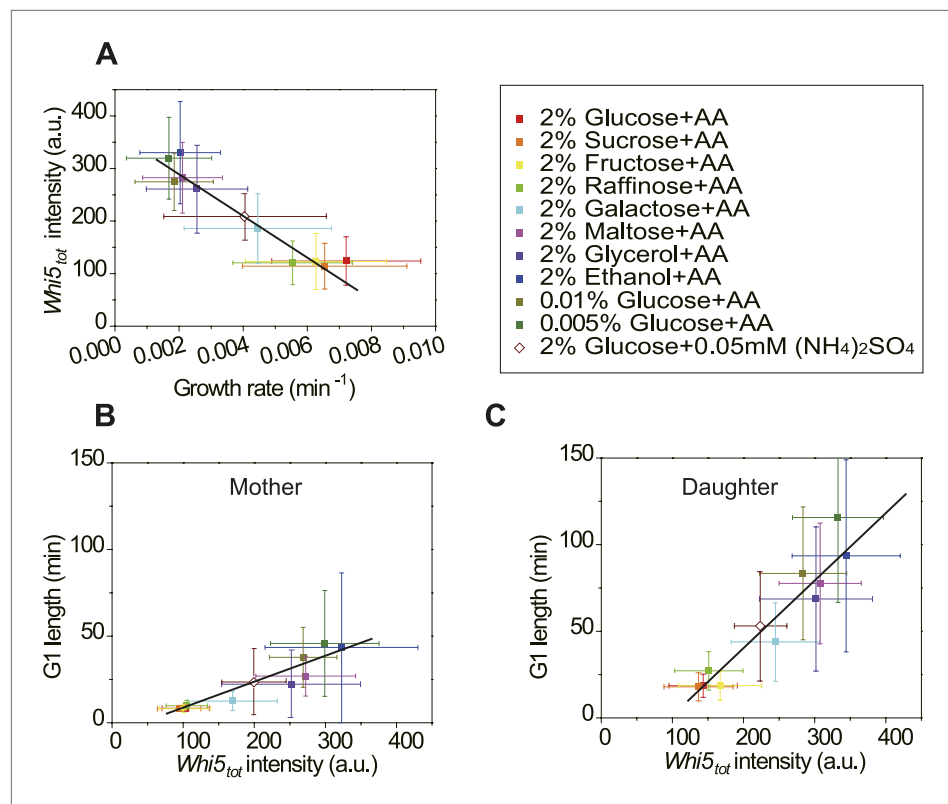 A
Whi5tot intensity (a.u.)
400
300
200
100
0
0.000
0.002
0.004
0.006
0.008
0.010
Growth rate (min -1)
2% Glucose+AA
2% Sucrose+AA
2% Fructose+AA
2% Raffinose+AA
2% Galactose+AA
2% Maltose+AA
2% Glycerol+AA
2% Ethanol+AA
0.01% Glucose+AA
0.005% Glucose+AA
2% Glucose+0.05mM (NH4)2SO4
B
Mother
G1 length (min)
150
100
50
0
0 100 200 300 400
Whi5tot intensity (a.u.)
C
Daughter
G1 length (min)
150
100
50
0
0 100 200 300 400
Whi5tot intensity (a.u.)